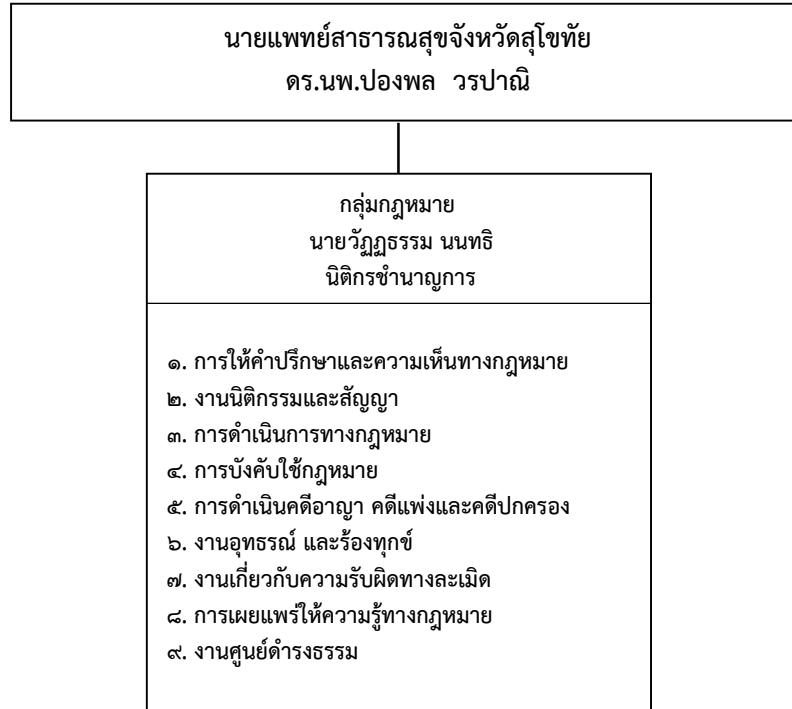 นายแพทย์สาธารณสุขจังหวัดสุโขทัย
ดร.นพ.ปองพล วรปาณิ
กลุ่มกฎหมาย
นายวัฏฏธรรม นนทธิ
นิติกรชำนาญการ
๑. การให้คำปรึกษาและความเห็นทางกฎหมาย
๒. งานนิติกรรมและสัญญา
๓. การดำเนินการทางกฎหมาย
๔. การบังคับใช้กฎหมาย
๕. การดำเนินคดีอาญา คดีแพ่งและคดีปกครอง
๖. งานอุทธรณ์ และร้องทุกข์
๗. งานเกี่ยวกับความรับผิดทางละเมิด
๘. การเผยแพร่ให้ความรู้ทางกฎหมาย
๙. งานศูนย์ดำรงธรรม